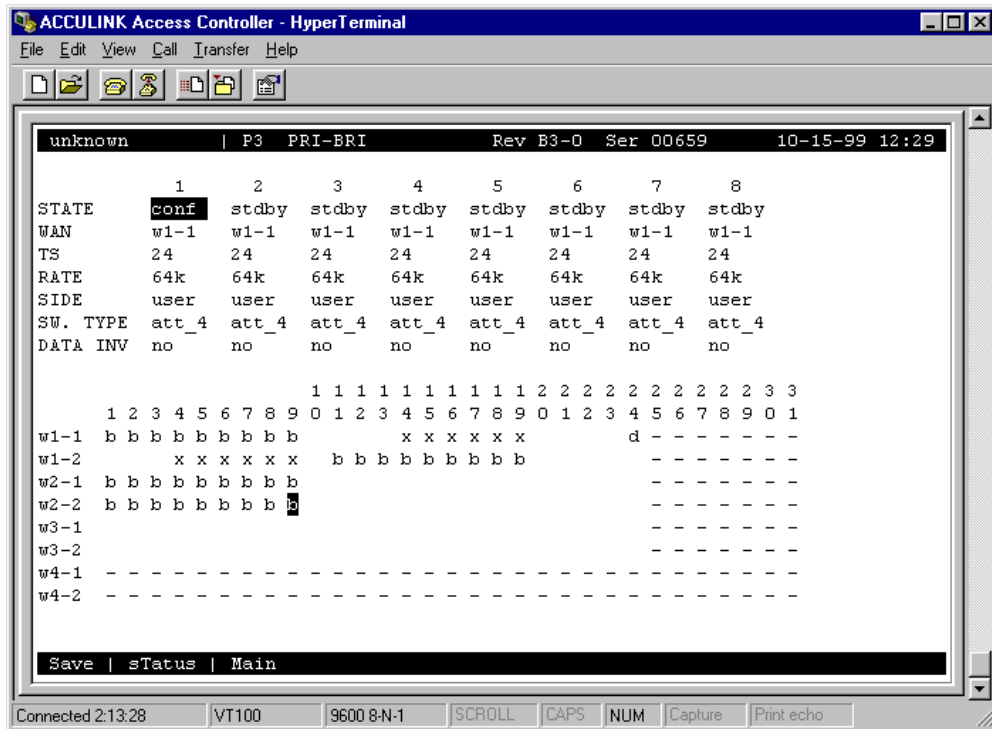 ACCULINK Access Controller - HyperTerminal
File Edit View Call Transfer Help
unknown | P3 PRI-BRI Rev B3-0 Ser 00659 10-15-99 12:29
1 2 3 4 5 6 7 8
STATE conf stdby stdby stdby stdby stdby stdby stdby
WAN w1-1 w1-1 w1-1 w1-1 w1-1 w1-1 w1-1 w1-1
TS 24 24 24 24 24 24 24 24
RATE 64k 64k 64k 64k 64k 64k 64k 64k
SIDE user user user user user user user user
SW. TYPE att_4 att_4 att_4 att_4 att_4 att_4 att_4 att_4
DATA INV no no no no no no no no
1 1 1 1 1 1 1 1 1 1 2 2 2 2 2 2 2 2 2 2 3 3
1 2 3 4 5 6 7 8 9 0 1 2 3 4 5 6 7 8 9 0 1 2 3 4 5 6 7 8 9 0 1
w1-1 b b b b b b b b b x x x x x x d - - - - - - -
w1-2 x x x x x x b b b b b b b b b - - - - - - -
w2-1 b b b b b b b b b - - - - - - -
w2-2 b b b b b b b b b - - - - - - -
w3-1 - - - - - - -
w3-2 - - - - - - -
w4-1 - - - - - - - - - - - - - - - - - - - - - - - - - - - - - - -
w4-2 - - - - - - - - - - - - - - - - - - - - - - - - - - - - - - -
Save | sTatus | Main
Connected 2:13:28 VT100 9600 8-N-1 SCROLL CAPS NUM Capture Print echo